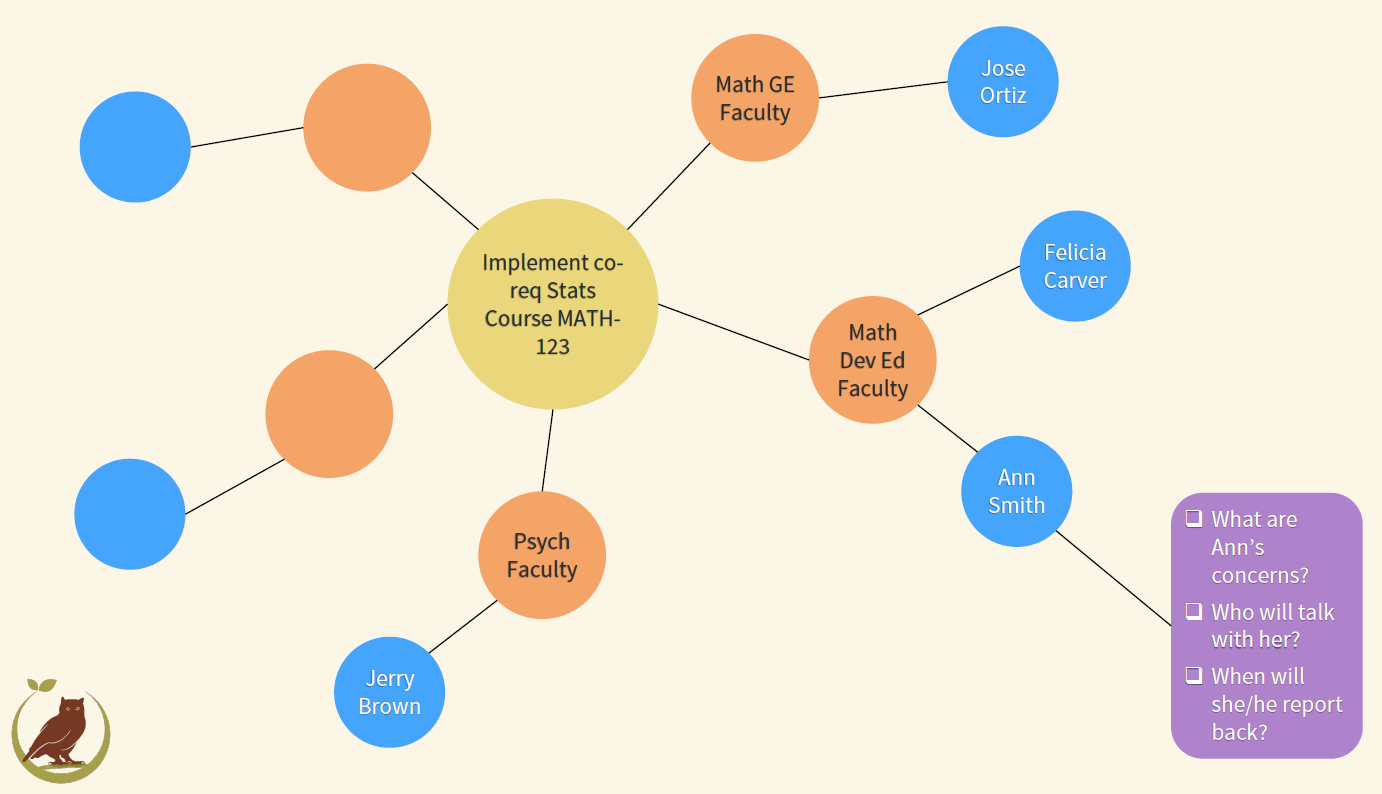 Math GE
Faculty
Jose
Ortiz
Implement co-
req Stats
Course MATH-
123
Felicia
Carver
Math
Dev Ed
Faculty
Ann
Smith
Psych
Faculty
Jerry
Brown
❑ What are
Ann’s
concerns?
❑ Who will talk
with her?
❑ When will
she/he report
back?